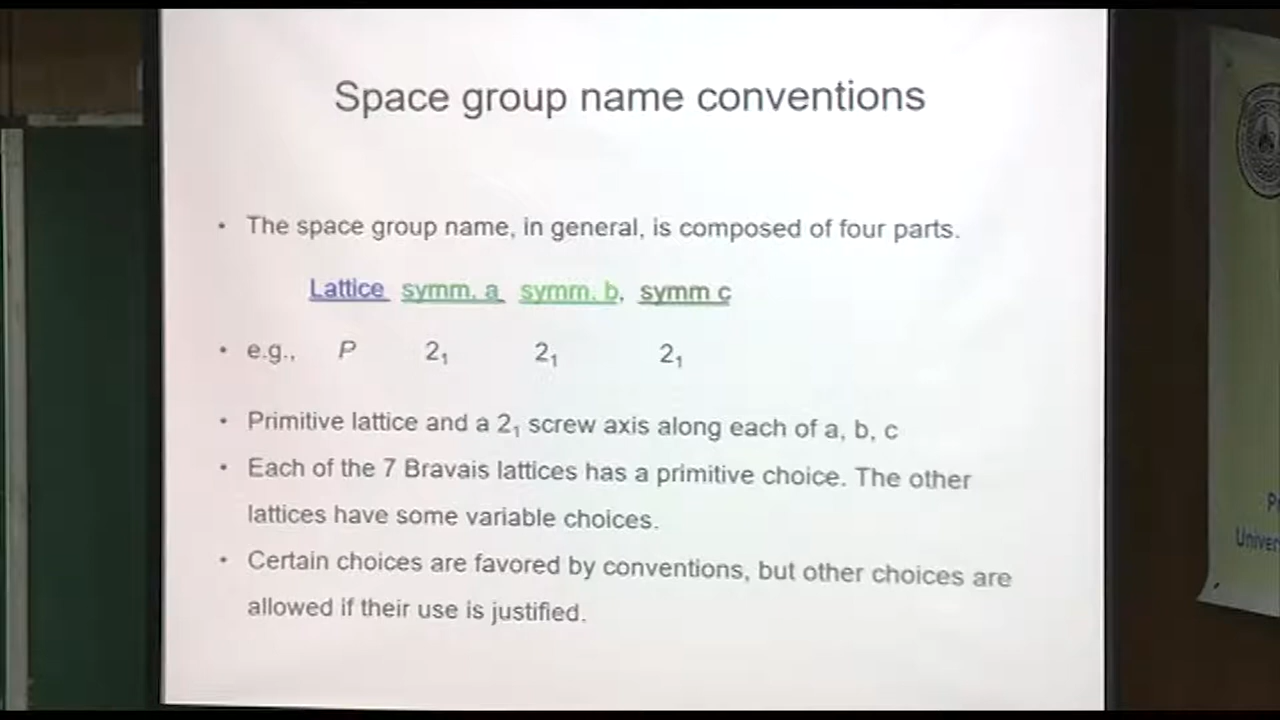 Space group name conventions
• The space group name, in general, is composed of four parts.
Lattice symm. a symm. b, symm c
• e.g., P 2₁ 2₁ 2₁
• Primitive lattice and a 2₁ screw axis along each of a, b, c
• Each of the 7 Bravais lattices has a primitive choice. The other
lattices have some variable choices.
• Certain choices are favored by conventions, but other choices are
allowed if their use is justified.